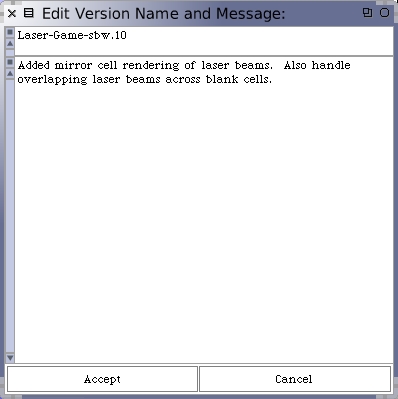 Edit Version Name and Message:
Laser-Game-sbw.10
Added mirror cell rendering of laser beams.  Also handle
overlapping laser beams across blank cells.
Accept
Cancel